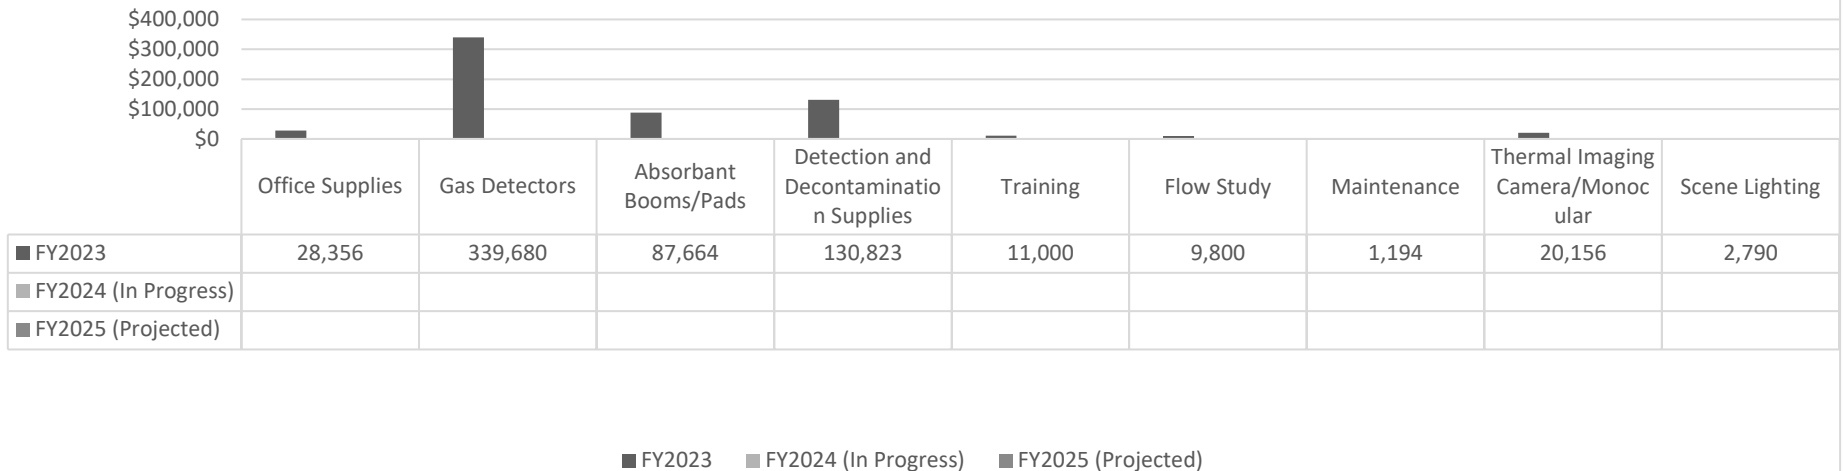 $400,000
$300,000
$200,000
$100,000
$0
Office Supplies
Gas Detectors
Absorbant
Booms/Pads
Detection and
Decontaminatio
n Supplies
Training
Flow Study
Maintenance
Thermal Imaging
Camera/Monoc
ular
Scene Lighting
FY2023 28,356 339,680 87,664 130,823 11,000 9,800 1,194 20,156 2,790
FY2024 (In Progress)
FY2025 (Projected)
FY2023 FY2024 (In Progress) FY2025 (Projected)